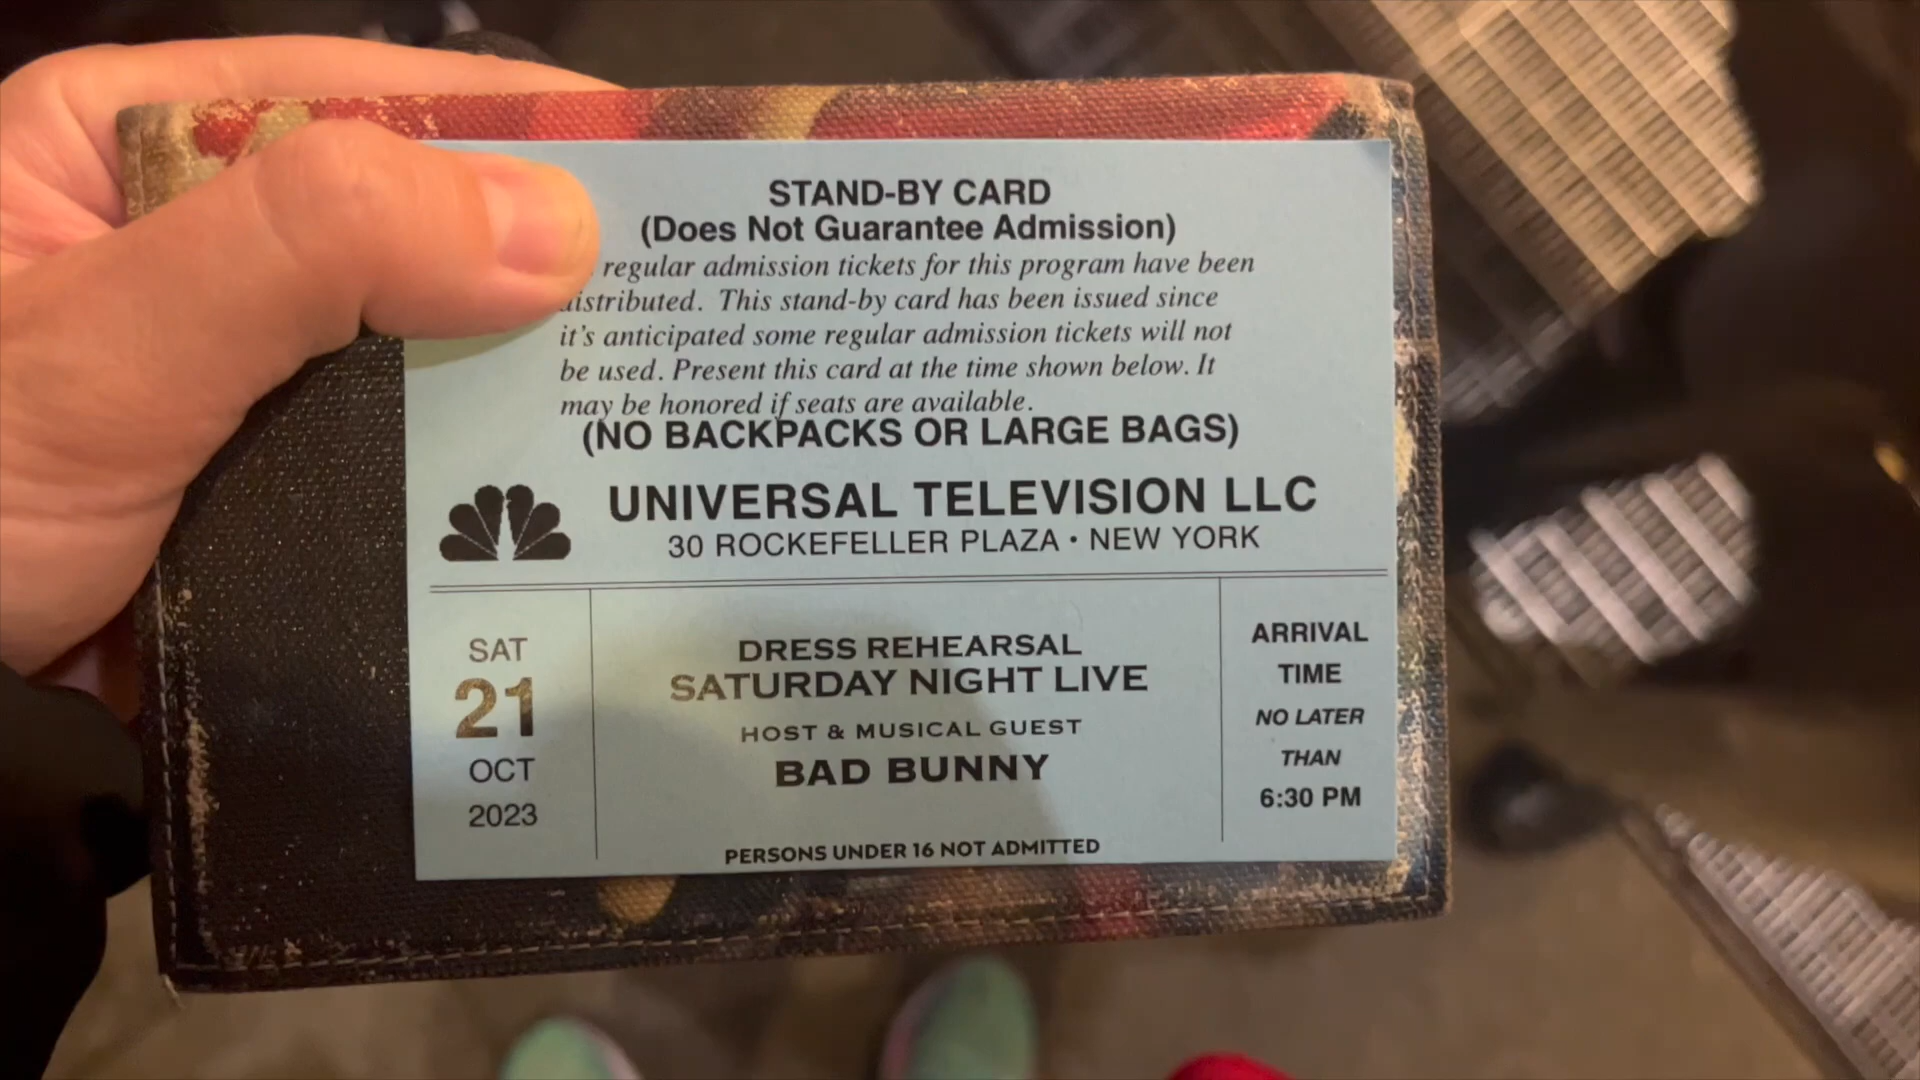 STAND-BY CARD
(Does Not Guarantee Admission)
regular admission tickets for this program have been
distributed. This stand-by card has been issued since
it's anticipated some regular admission tickets will not
be used. Present this card at the time shown below. It
may be honored if seats are available.
(NO BACKPACKS OR LARGE BAGS)
UNIVERSAL TELEVISION LLC
30 ROCKEFELLER PLAZA • NEW YORK
SAT
21
OCT
2023
DRESS REHEARSAL
SATURDAY NIGHT LIVE
HOST & MUSICAL GUEST
BAD BUNNY
PERSONS UNDER 16 NOT ADMITTED
ARRIVAL
TIME
NO LATER
THAN
6:30 PM